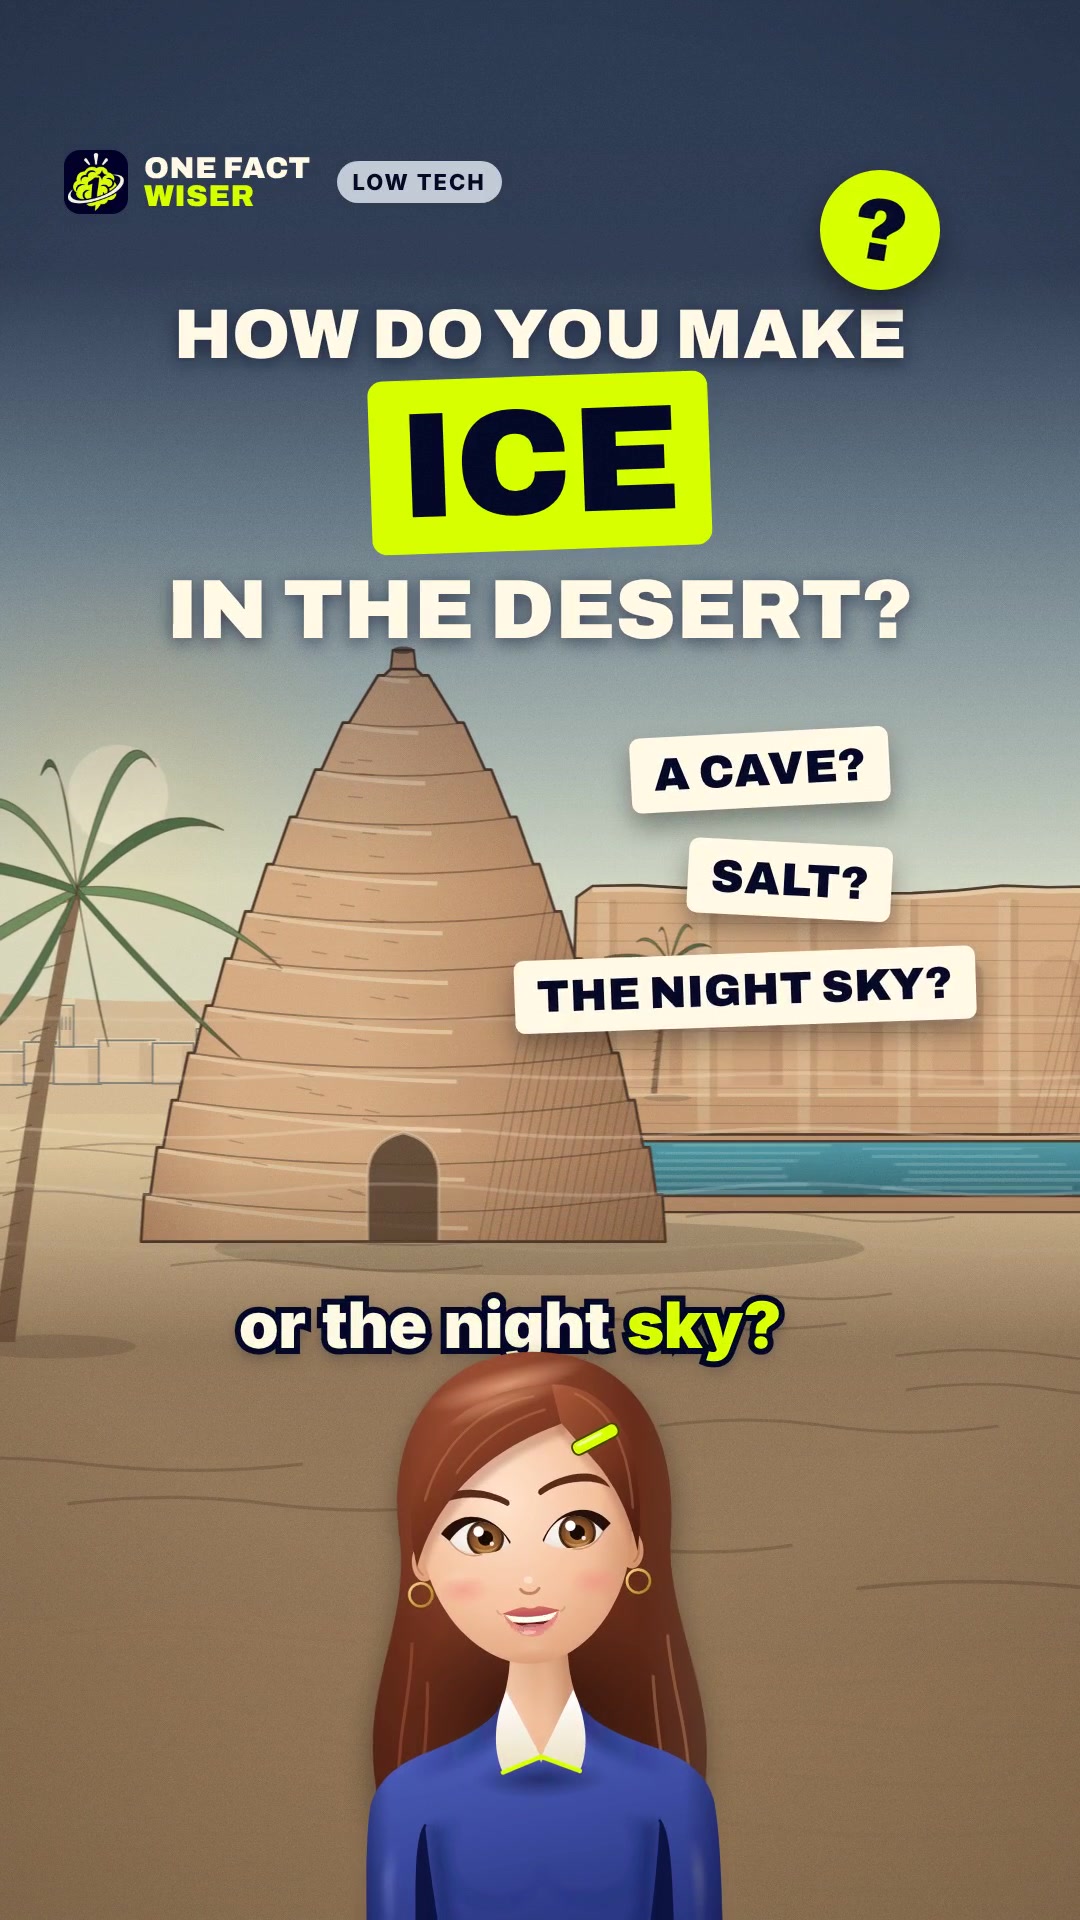 ONE FACT
WISER
LOW TECH
?
HOW DO YOU MAKE
ICE
IN THE DESERT?
A CAVE?
SALT?
THE NIGHT SKY?
or the night sky?